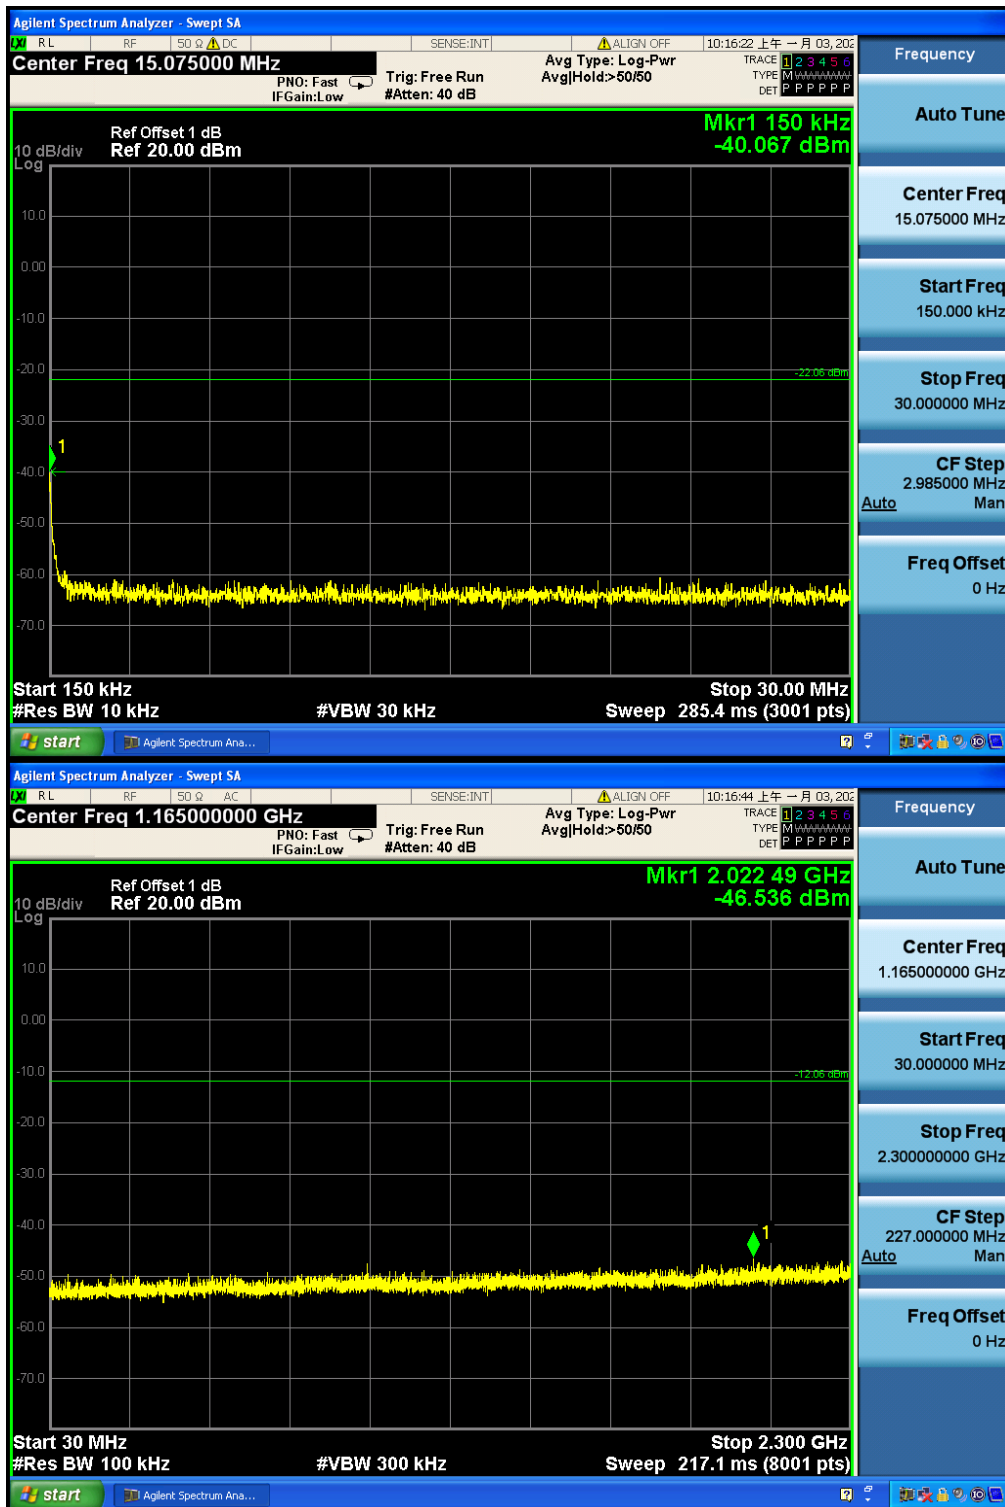 Agilent Spectrum Analyzer - Swept SA
LXI RL RF 50 Ω DC SENSE:INT ALIGN OFF 10:16:22 上午 一月 03, 202
Center Freq 15.075000 MHz
PNO: Fast
IFGain:Low
Trig: Free Run
#Atten: 40 dB
Avg Type: Log-Pwr
Avg|Hold:>50/50
TRACE 1 2 3 4 5 6
TYPE M
DET P P P P P P
Mkr1 150 kHz
-40.067 dBm
Ref Offset 1 dB
10 dB/div Ref 20.00 dBm
Log
10.0
0.00
-10.0
-20.0
-22.06 dBm
-30.0
1
-40.0
-50.0
-60.0
-70.0
Start 150 kHz Stop 30.00 MHz
#Res BW 10 kHz #VBW 30 kHz Sweep 285.4 ms (3001 pts)
Frequency
Auto Tune
Center Freq
15.075000 MHz
Start Freq
150.000 kHz
Stop Freq
30.000000 MHz
CF Step
2.985000 MHz
Auto Man
Freq Offset
0 Hz
start Agilent Spectrum Ana...
Agilent Spectrum Analyzer - Swept SA
LXI RL RF 50 Ω AC SENSE:INT ALIGN OFF 10:16:44 上午 一月 03, 202
Center Freq 1.165000000 GHz
PNO: Fast
IFGain:Low
Trig: Free Run
#Atten: 40 dB
Avg Type: Log-Pwr
Avg|Hold:>50/50
TRACE 1 2 3 4 5 6
TYPE M
DET P P P P P P
Mkr1 2.022 49 GHz
-46.536 dBm
Ref Offset 1 dB
10 dB/div Ref 20.00 dBm
Log
10.0
0.00
-10.0
-12.06 dBm
-20.0
-30.0
-40.0
1
-50.0
-60.0
-70.0
Start 30 MHz Stop 2.300 GHz
#Res BW 100 kHz #VBW 300 kHz Sweep 217.1 ms (8001 pts)
Frequency
Auto Tune
Center Freq
1.165000000 GHz
Start Freq
30.000000 MHz
Stop Freq
2.300000000 GHz
CF Step
227.000000 MHz
Auto Man
Freq Offset
0 Hz
start Agilent Spectrum Ana...